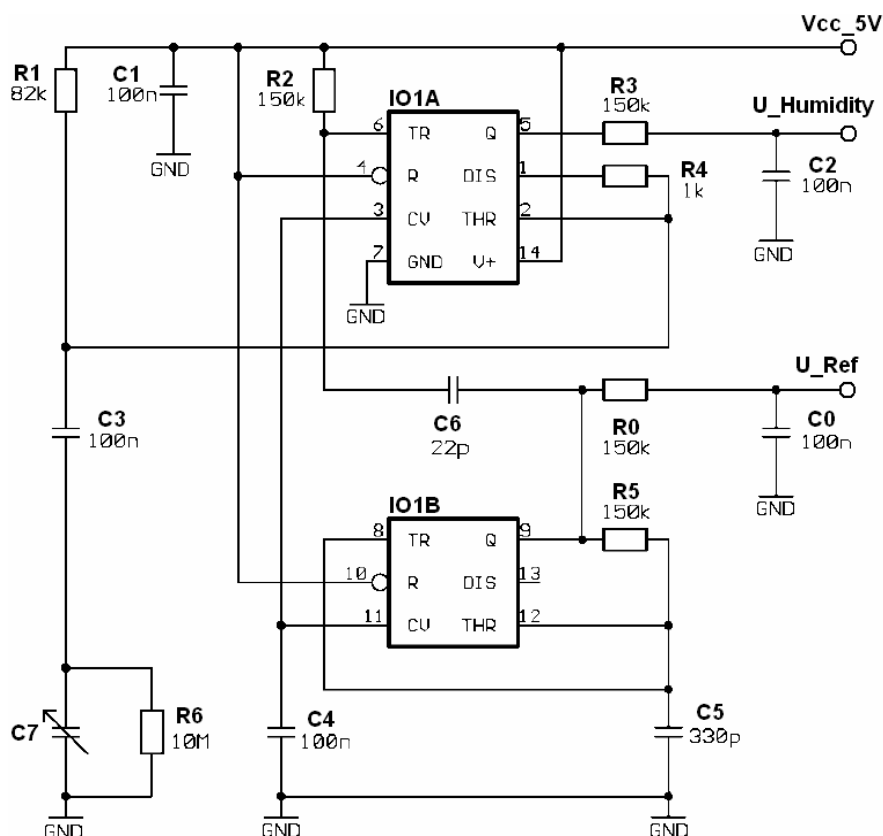 Vcc_5V
R1
82k
C1
100n
GND
R2
150k
IO1A
6
TR
Q
5
4
R
DIS
1
3
CV
THR
2
7
GND
V+
14
GND
R3
150k
U_Humidity
R4
1k
C2
100n
GND
C3
100n
C6
22p
U_Ref
R0
150k
C0
100n
GND
IO1B
8
TR
Q
9
10
R
DIS
13
11
CV
THR
12
R5
150k
C7
R6
10M
C4
100n
C5
330p
GND
GND
GND